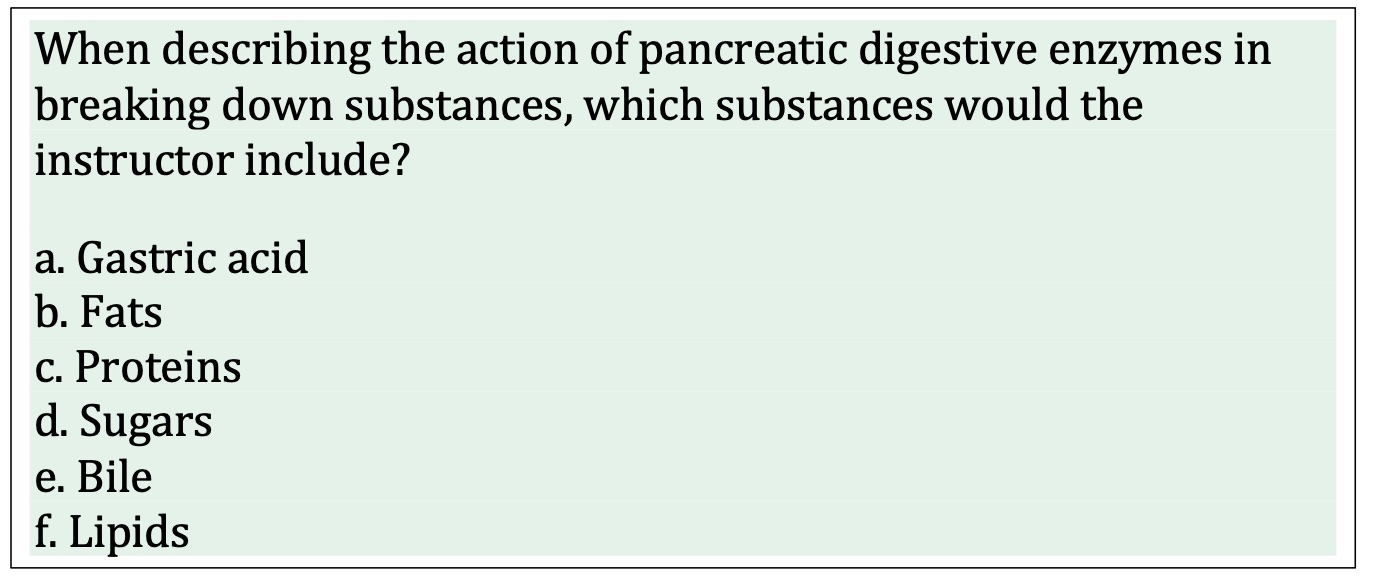 When describing the action of pancreatic digestive enzymes in
breaking down substances, which substances would the
instructor include?
a. Gastric acid
b. Fats
c. Proteins
d. Sugars
e. Bile
f. Lipids